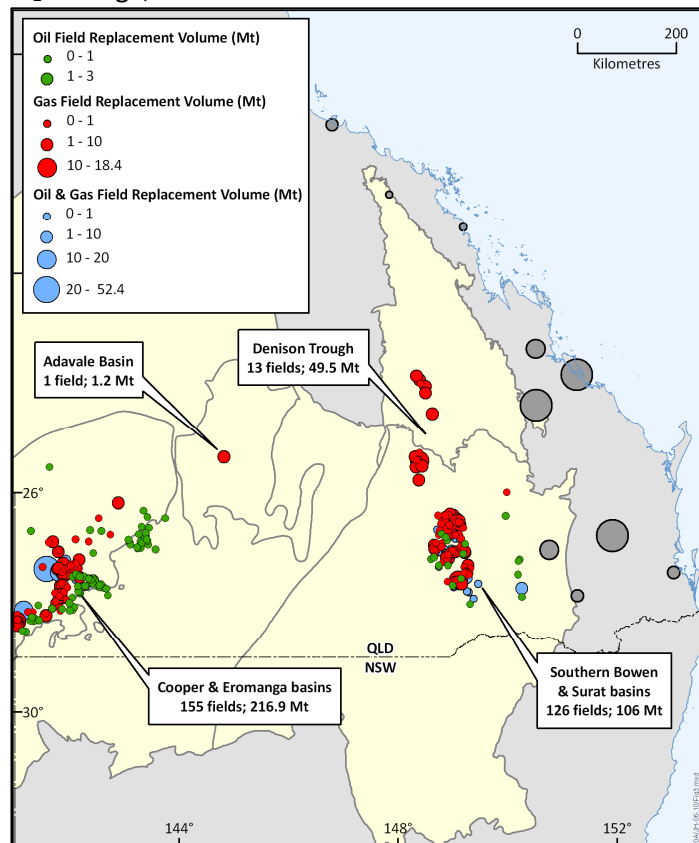 Oil Field Replacement Volume (Mt)
0 - 1
1 - 3
Gas Field Replacement Volume (Mt)
0 - 1
1 - 10
10 - 18.4
Oil & Gas Field Replacement Volume (Mt)
0 - 1
1 - 10
10 - 20
20 - 52.4
0 200
Kilometres
Adavale Basin
1 field; 1.2 Mt
Denison Trough
13 fields; 49.5 Mt
26°
QLD
NSW
Cooper & Eromanga basins
155 fields; 216.9 Mt
Southern Bowen
& Surat basins
126 fields; 106 Mt
30°
144° 148° 152°